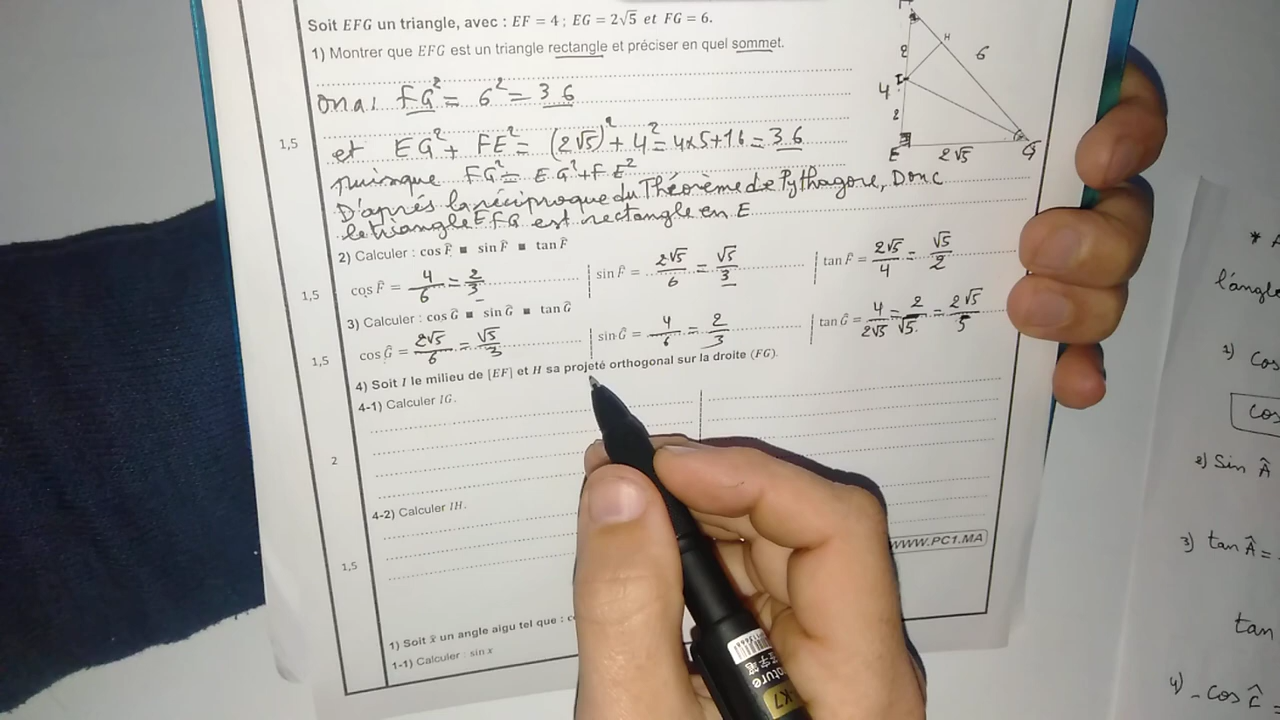 Soit EFG un triangle, avec : EF = 4 ; EG = 2√5 et FG = 6.
1) Montrer que EFG est un triangle rectangle et préciser en quel sommet.
on a : FG² = 6² = 36
1,5
et EG² + FE² = (2√5)² + 4² = 4x5+16 = 36
puisque FG² = EG² + FE²
D'après la réciproque du Théorème de Pythagore, Donc
le triangle EFG est rectangle en E
2) Calculer : cos F̂ ■ sin F̂ ■ tan F̂
1,5
cos F̂ = 4/6 = 2/3 | sin F̂ = 2√5/6 = √5/3 | tan F̂ = 2√5/4 = √5/2
3) Calculer : cos Ĝ ■ sin Ĝ ■ tan Ĝ
1,5
cos Ĝ = 2√5/6 = √5/3 | sin Ĝ = 4/6 = 2/3 | tan Ĝ = 4/2√5 = 2/√5 = 2√5/5
4) Soit I le milieu de [EF] et H sa projeté orthogonal sur la droite (FG).
4-1) Calculer IG.
2
4-2) Calculer IH.
1,5
WWW.PC1.MA
1) Soit x̂ un angle aigu tel que : c
1-1) Calculer : sin x
H
2
6
I
4
2
E
2√5
G
l'angle
1) cos
cos
2) Sin Â
3) tan Â =
tan
4) - cos